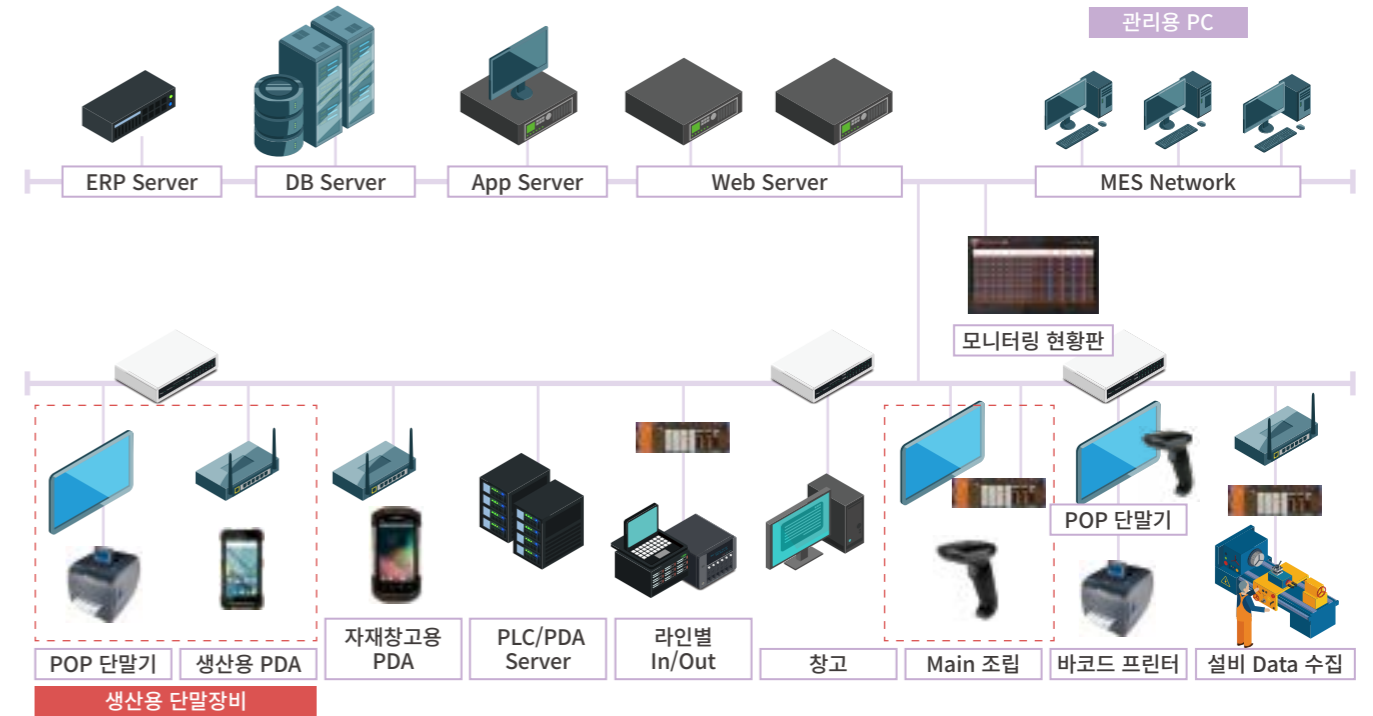 관리용 PC
ERP Server
DB Server
App Server
Web Server
MES Network
모니터링 현황판
POP 단말기
POP 단말기
생산용 PDA
자재창고용
PDA
PLC/PDA
Server
라인별
In/Out
창고
Main 조립
바코드 프린터
설비 Data 수집
생산용 단말장비